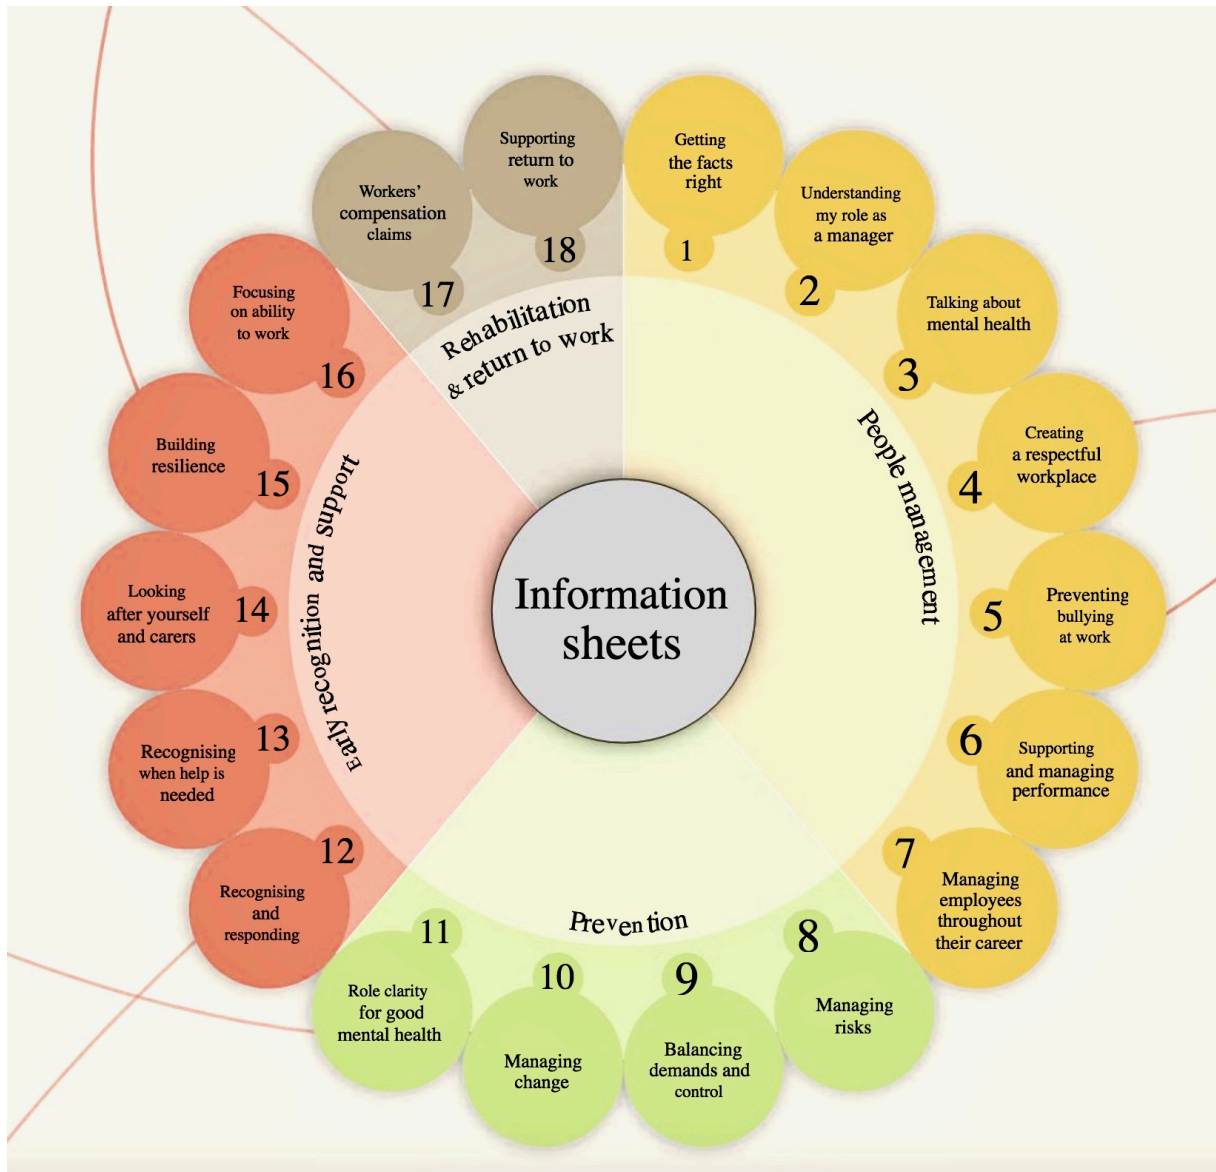 Information
sheets
People management
1
Getting
the facts
right
2
Understanding
my role as
a manager
3
Talking about
mental health
4
Creating
a respectful
workplace
5
Preventing
bullying
at work
6
Supporting
and managing
performance
7
Managing
employees
throughout
their career
Prevention
8
Managing
risks
9
Balancing
demands and
control
10
Managing
change
11
Role clarity
for good
mental health
Early recognition and support
12
Recognising
and
responding
13
Recognising
when help is
needed
14
Looking
after yourself
and carers
15
Building
resilience
16
Focusing
on ability
to work
Rehabilitation
& return to work
17
Workers’
compensation
claims
18
Supporting
return to
work